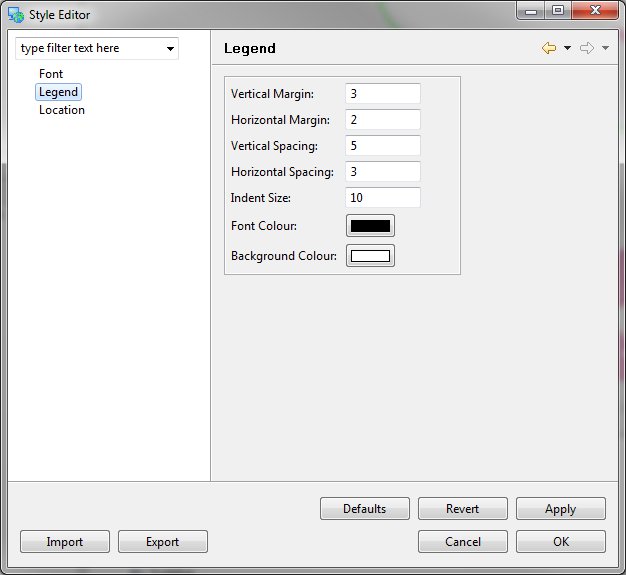 Style Editor
type filter text here
Font
Legend
Location
Legend
Vertical Margin: 3
Horizontal Margin: 2
Vertical Spacing: 5
Horizontal Spacing: 3
Indent Size: 10
Font Colour:
Background Colour:
Defaults Revert Apply
Import Export Cancel OK